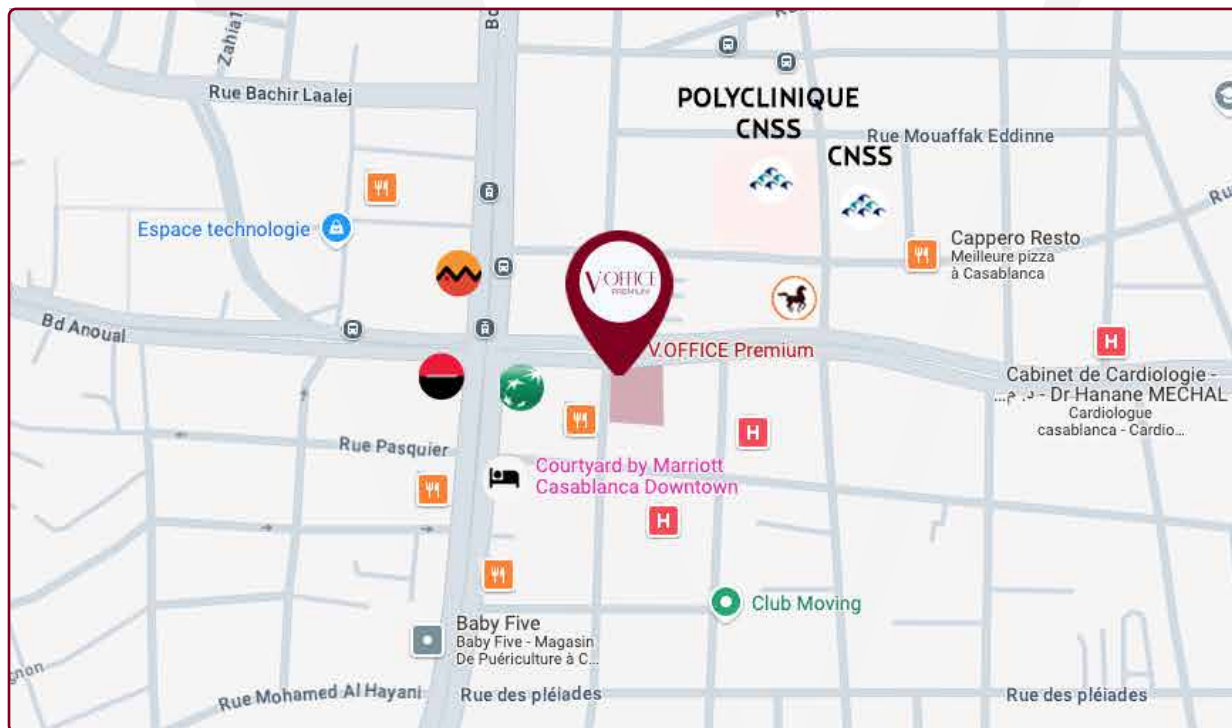 Zahia
Bd
Rue Bachir Laalej
POLYCLINIQUE
CNSS
Rue Mouaffak Eddinne
CNSS
Ru
Espace technologie
Cappero Resto
Meilleure pizza
à Casablanca
V.OFFICE
PREMIUM
Bd Anoual
V.OFFICE Premium
Cabinet de Cardiologie -
- Dr Hanane MECHAL
Cardiologue
casablanca - Cardio...
Rue Pasquier
Courtyard by Marriott
Casablanca Downtown
Club Moving
Baby Five
Baby Five - Magasin
De Puériculture à C...
gnon
Rue Mohamed Al Hayani
Rue des pléiades
Rue des pléiades